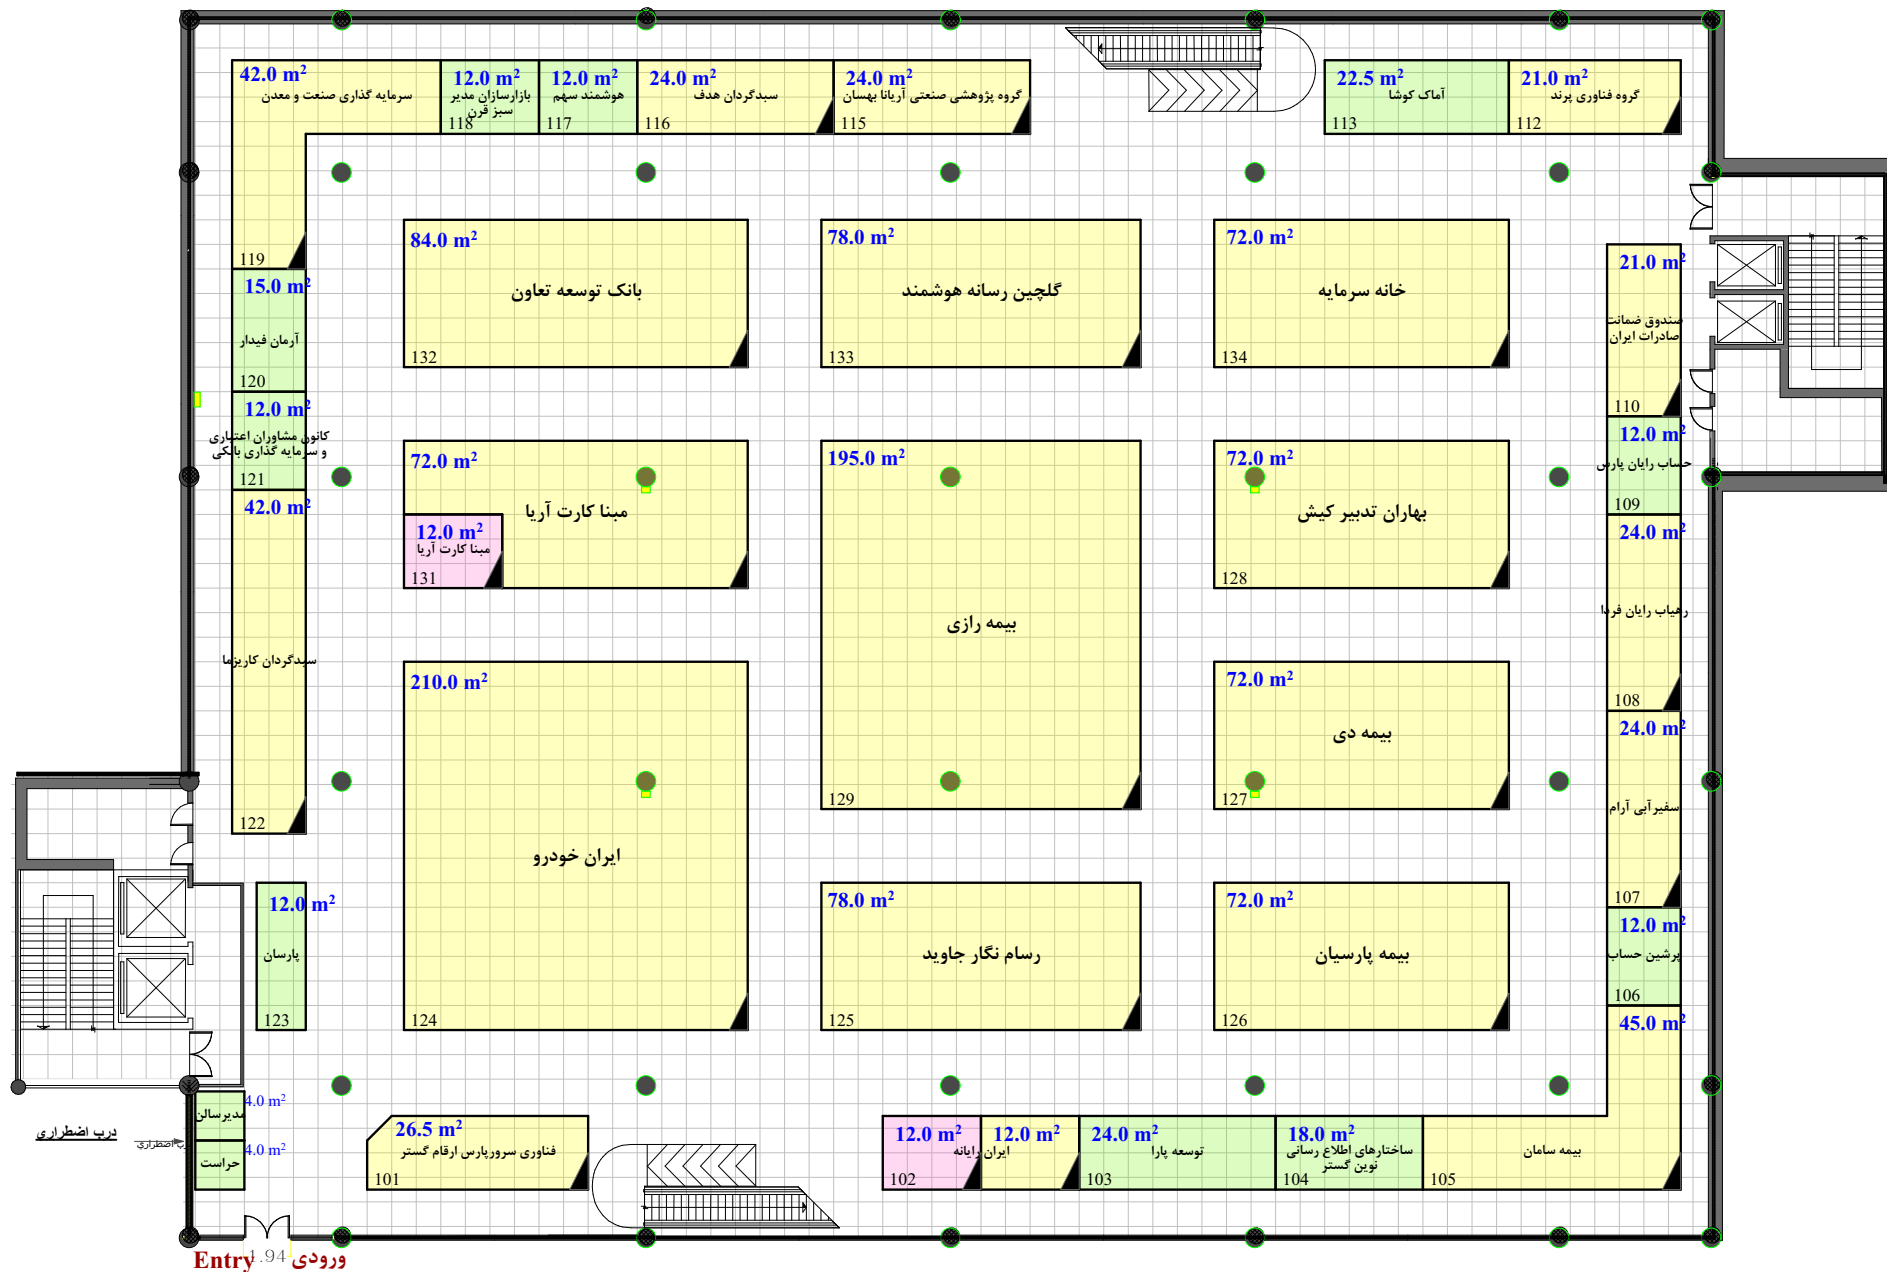 42.0 m²
سرمایه گذاری صنعت و معدن
119
12.0 m²
بازارسازان مدیر
سبز قرن
118
12.0 m²
هوشمند سهم
117
24.0 m²
سبدگردان هدف
116
24.0 m²
گروه پژوهشی صنعتی آریانا بهسان
115
22.5 m²
آماک کوشا
113
21.0 m²
گروه فناوری پرند
112
84.0 m²
بانک توسعه تعاون
132
78.0 m²
گلچین رسانه هوشمند
133
72.0 m²
خانه سرمایه
134
21.0 m²
صندوق ضمانت
صادرات ایران
110
15.0 m²
آرمان فیدار
120
12.0 m²
کانون مشاوران اعتباری
و سرمایه گذاری بانکی
121
72.0 m²
مبنا کارت آریا
12.0 m²
مبنا کارت آریا
131
195.0 m²
بیمه رازی
129
72.0 m²
بهاران تدبیر کیش
128
12.0 m²
حساب رایان پارس
109
42.0 m²
سبدگردان کاریزما
122
24.0 m²
رهیاب رایان فردا
108
210.0 m²
ایران خودرو
124
72.0 m²
بیمه دی
127
24.0 m²
سفیر آبی آرام
107
12.0 m²
پارسان
123
78.0 m²
رسام نگار جاوید
125
72.0 m²
بیمه پارسیان
126
12.0 m²
پرشین حساب
106
45.0 m²
بیمه سامان
105
4.0 m²
مدیرسالن
4.0 m²
حراست
درب اضطراری
درب اضطراری
26.5 m²
فناوری سرورپارس ارقام گستر
101
12.0 m²
12.0 m²
ایران رایانه
102
24.0 m²
توسعه پارا
103
18.0 m²
ساختارهای اطلاع رسانی
نوین گستر
104
Entry
1.94
ورودی